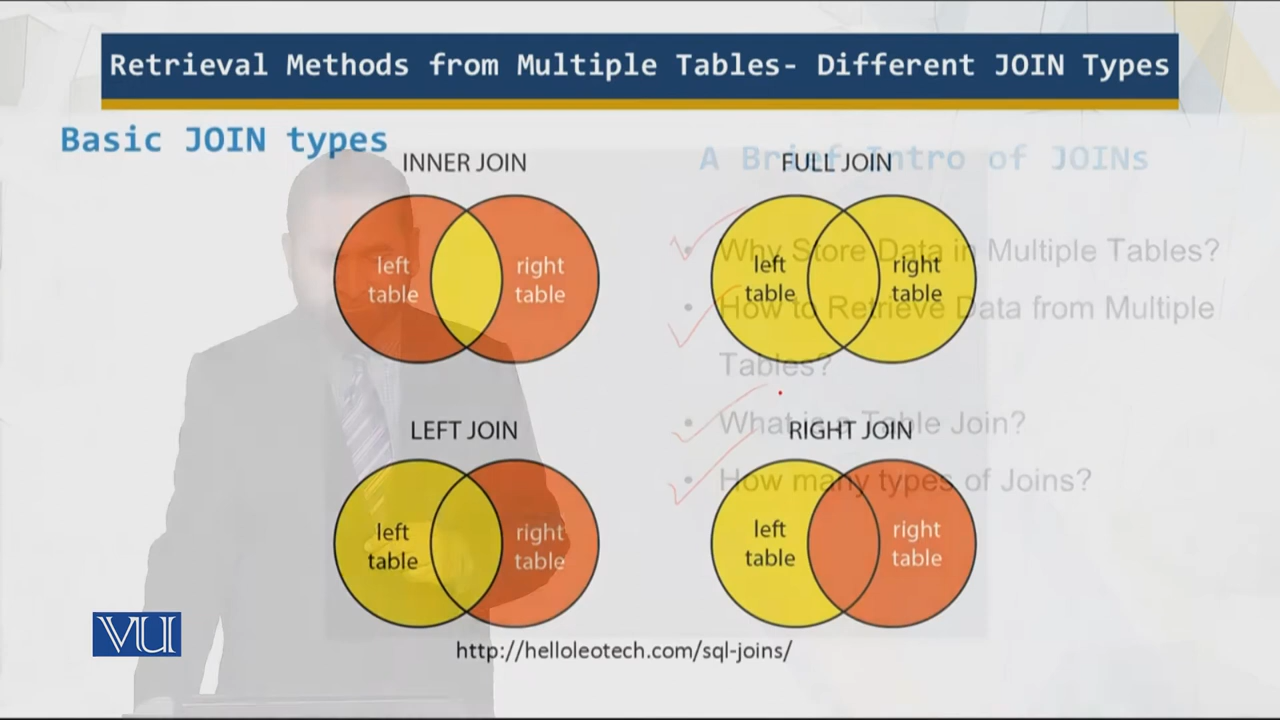 Retrieval Methods from Multiple Tables- Different JOIN Types
Basic JOIN types
A Brief Intro of JOINs
INNER JOIN
FULL JOIN
left
table
right
table
left
table
right
table
• Why Store Data in Multiple Tables?
• How to Retrieve Data from Multiple
Tables?
• What is a Table Join?
• How many types of Joins?
LEFT JOIN
RIGHT JOIN
left
table
right
table
left
table
right
table
VU
http://helloleotech.com/sql-joins/